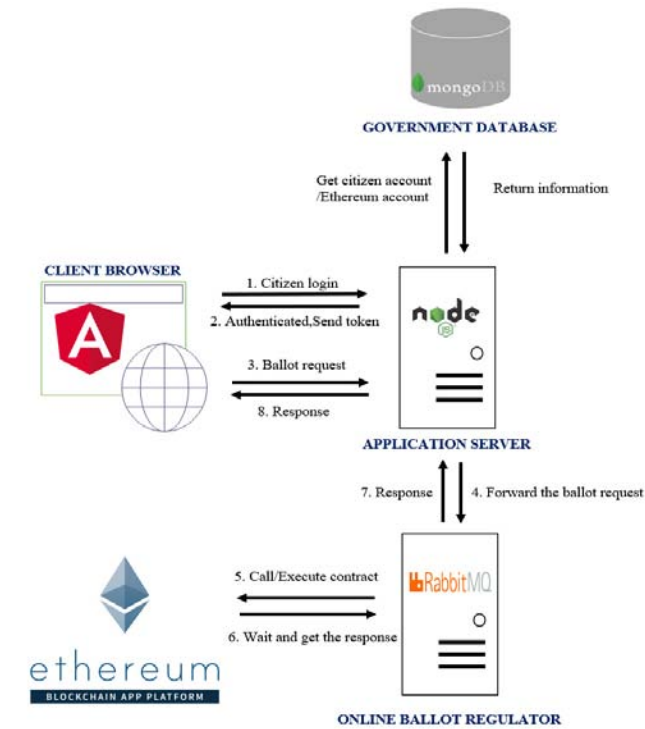 mongoDB
GOVERNMENT DATABASE
Get citizen account
/Ethereum account
Return information
CLIENT BROWSER
1. Citizen login
2. Authenticated,Send token
3. Ballot request
8. Response
node
JS
APPLICATION SERVER
7. Response
4. Forward the ballot request
5. Call/Execute contract
6. Wait and get the response
RabbitMQ
ethereum
BLOCKCHAIN APP PLATFORM
ONLINE BALLOT REGULATOR
A